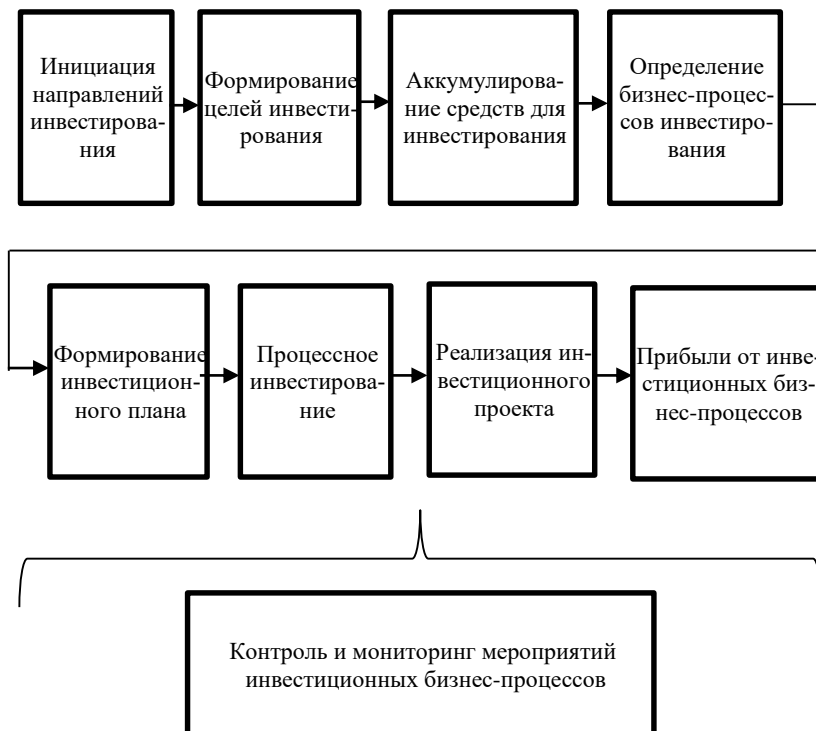 Инициация
направлений
инвестирова-
ния
Формирование
целей инвести-
рования
Аккумулирова-
ние средств для
инвестирования
Определение
бизнес-процес-
сов инвестиро-
вания
Формирование
инвестицион-
ного плана
Процессное
инвестирова-
ние
Реализация ин-
вестиционного
проекта
Прибыли от инве-
стиционных биз-
нес-процессов
Контроль и мониторинг мероприятий
инвестиционных бизнес-процессов